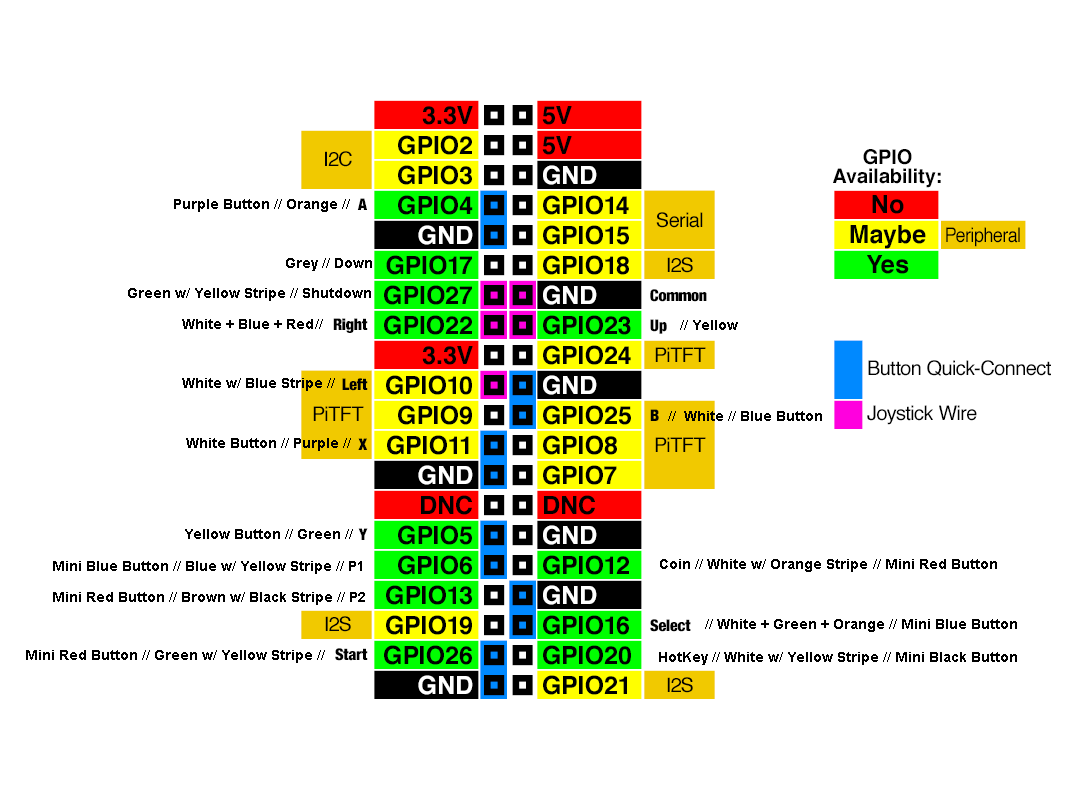 3.3V 5V
GPIO2 5V
I2C
GPIO3 GND
GPIO
Availability:
Purple Button // Orange // A GPIO4 GPIO14 No
Serial
GND GPIO15 Maybe Peripheral
Grey // Down GPIO17 GPIO18 I2S Yes
Green w/ Yellow Stripe // Shutdown GPIO27 GND Common
White + Blue + Red// Right GPIO22 GPIO23 Up // Yellow
3.3V GPIO24 PiTFT
Button Quick-Connect
White w/ Blue Stripe // Left GPIO10 GND
PiTFT GPIO9 GPIO25 B // White // Blue Button
Joystick Wire
White Button // Purple // X GPIO11 GPIO8 PiTFT
GND GPIO7
DNC DNC
Yellow Button // Green // Y GPIO5 GND
Mini Blue Button // Blue w/ Yellow Stripe // P1 GPIO6 GPIO12 Coin // White w/ Orange Stripe // Mini Red Button
Mini Red Button // Brown w/ Black Stripe // P2 GPIO13 GND
I2S GPIO19 GPIO16 Select // White + Green + Orange // Mini Blue Button
Mini Red Button // Green w/ Yellow Stripe // Start GPIO26 GPIO20 HotKey // White w/ Yellow Stripe // Mini Black Button
GND GPIO21 I2S